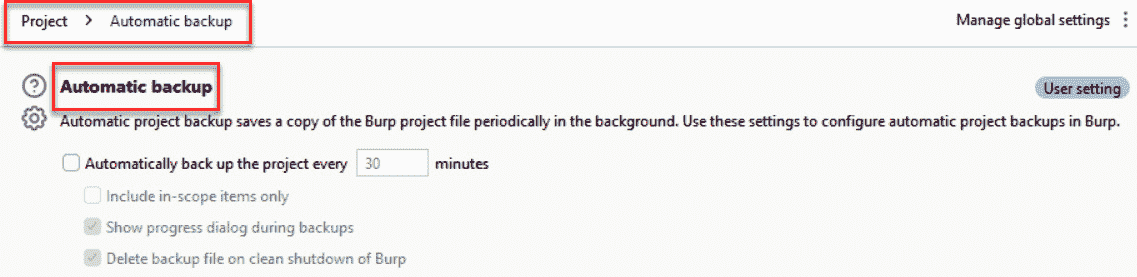 Project > Automatic backup
Manage global settings
Automatic backup
User setting
Automatic project backup saves a copy of the Burp project file periodically in the background. Use these settings to configure automatic project backups in Burp.
Automatically back up the project every 30 minutes
Include in-scope items only
Show progress dialog during backups
Delete backup file on clean shutdown of Burp